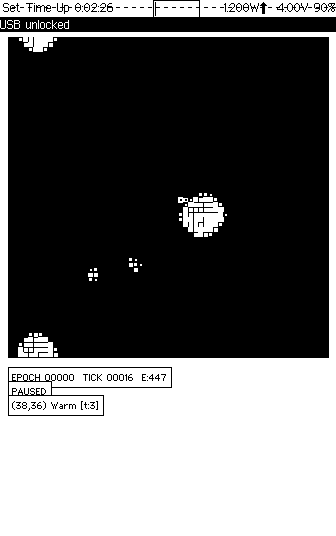 Set Time Up 0:02:26 1.200W 4.00V 90%
USB unlocked
EPOCH 00000 TICK 00016 E:447
PAUSED
(38,36) Warm [t:3]